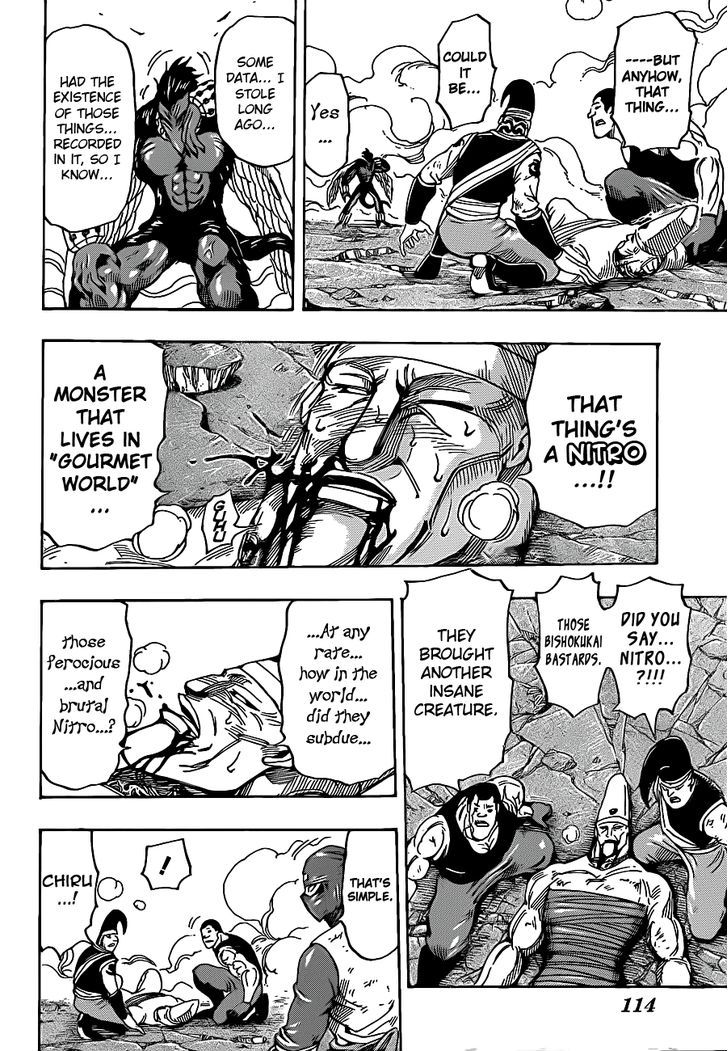 ----BUT
ANYHOW,
THAT
THING...
COULD
IT
BE...
Yes
...
SOME
DATA... I
STOLE
LONG
AGO...
HAD THE
EXISTENCE
OF THOSE
THINGS...
RECORDED
IN IT, SO I
KNOW...
THAT
THING'S
A NITRO
...!!
A
MONSTER
THAT
LIVES IN
"GOURMET
WORLD"
...
DID YOU
SAY...
NITRO...
?!!!
THOSE
BISHOKUKAI
BASTARDS.
THEY
BROUGHT
ANOTHER
INSANE
CREATURE.
...At any
rate...
how in the
world...
did they
subdue...
those
ferocious
...and
brutal
Nitro...?
THAT'S
SIMPLE.
!
CHIRU
...!
114